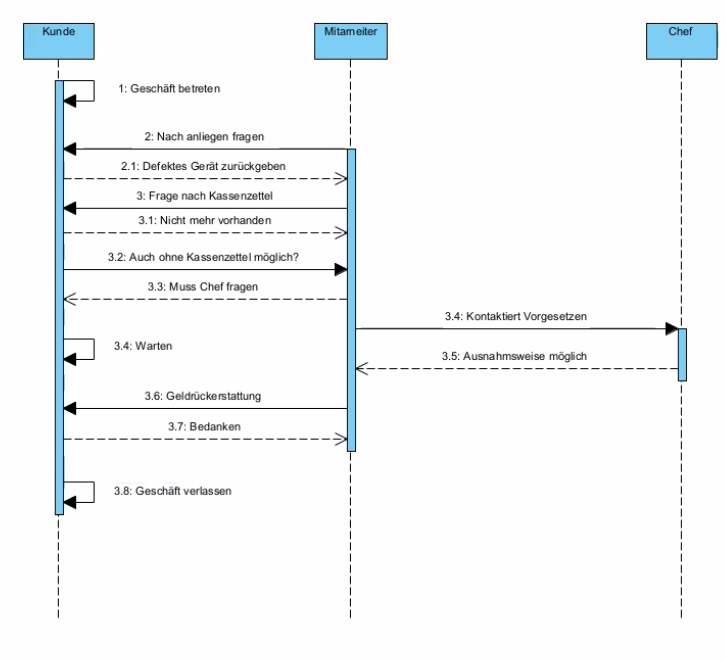 Kunde
Mitarneiter
Chef
1: Geschäft betreten
2: Nach anliegen fragen
2.1: Defektes Gerät zurückgeben
3: Frage nach Kassenzettel
3.1: Nicht mehr vorhanden
3.2: Auch ohne Kassenzettel möglich?
3.3: Muss Chef fragen
3.4: Kontaktiert Vorgesetzen
3.4: Warten
3.5: Ausnahmsweise möglich
3.6: Geldrückerstattung
3.7: Bedanken
3.8: Geschäft verlassen